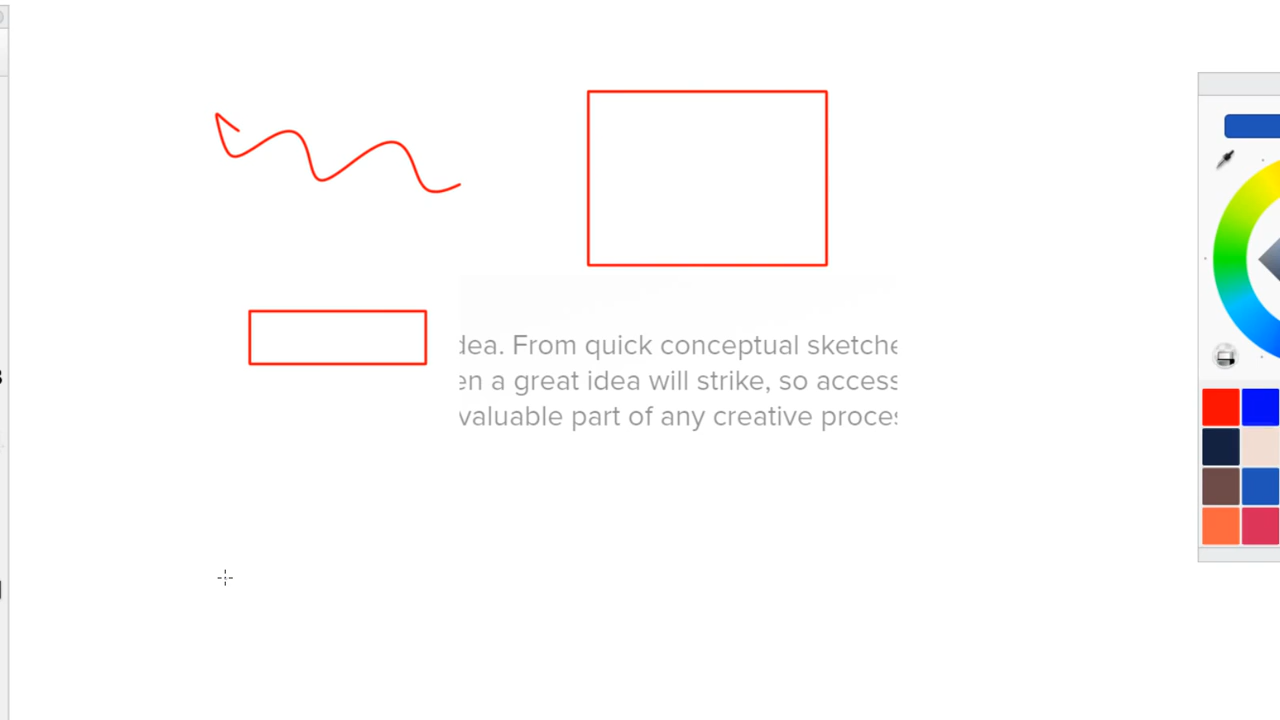 dea. From quick conceptual sketche
en a great idea will strike, so access
valuable part of any creative proces